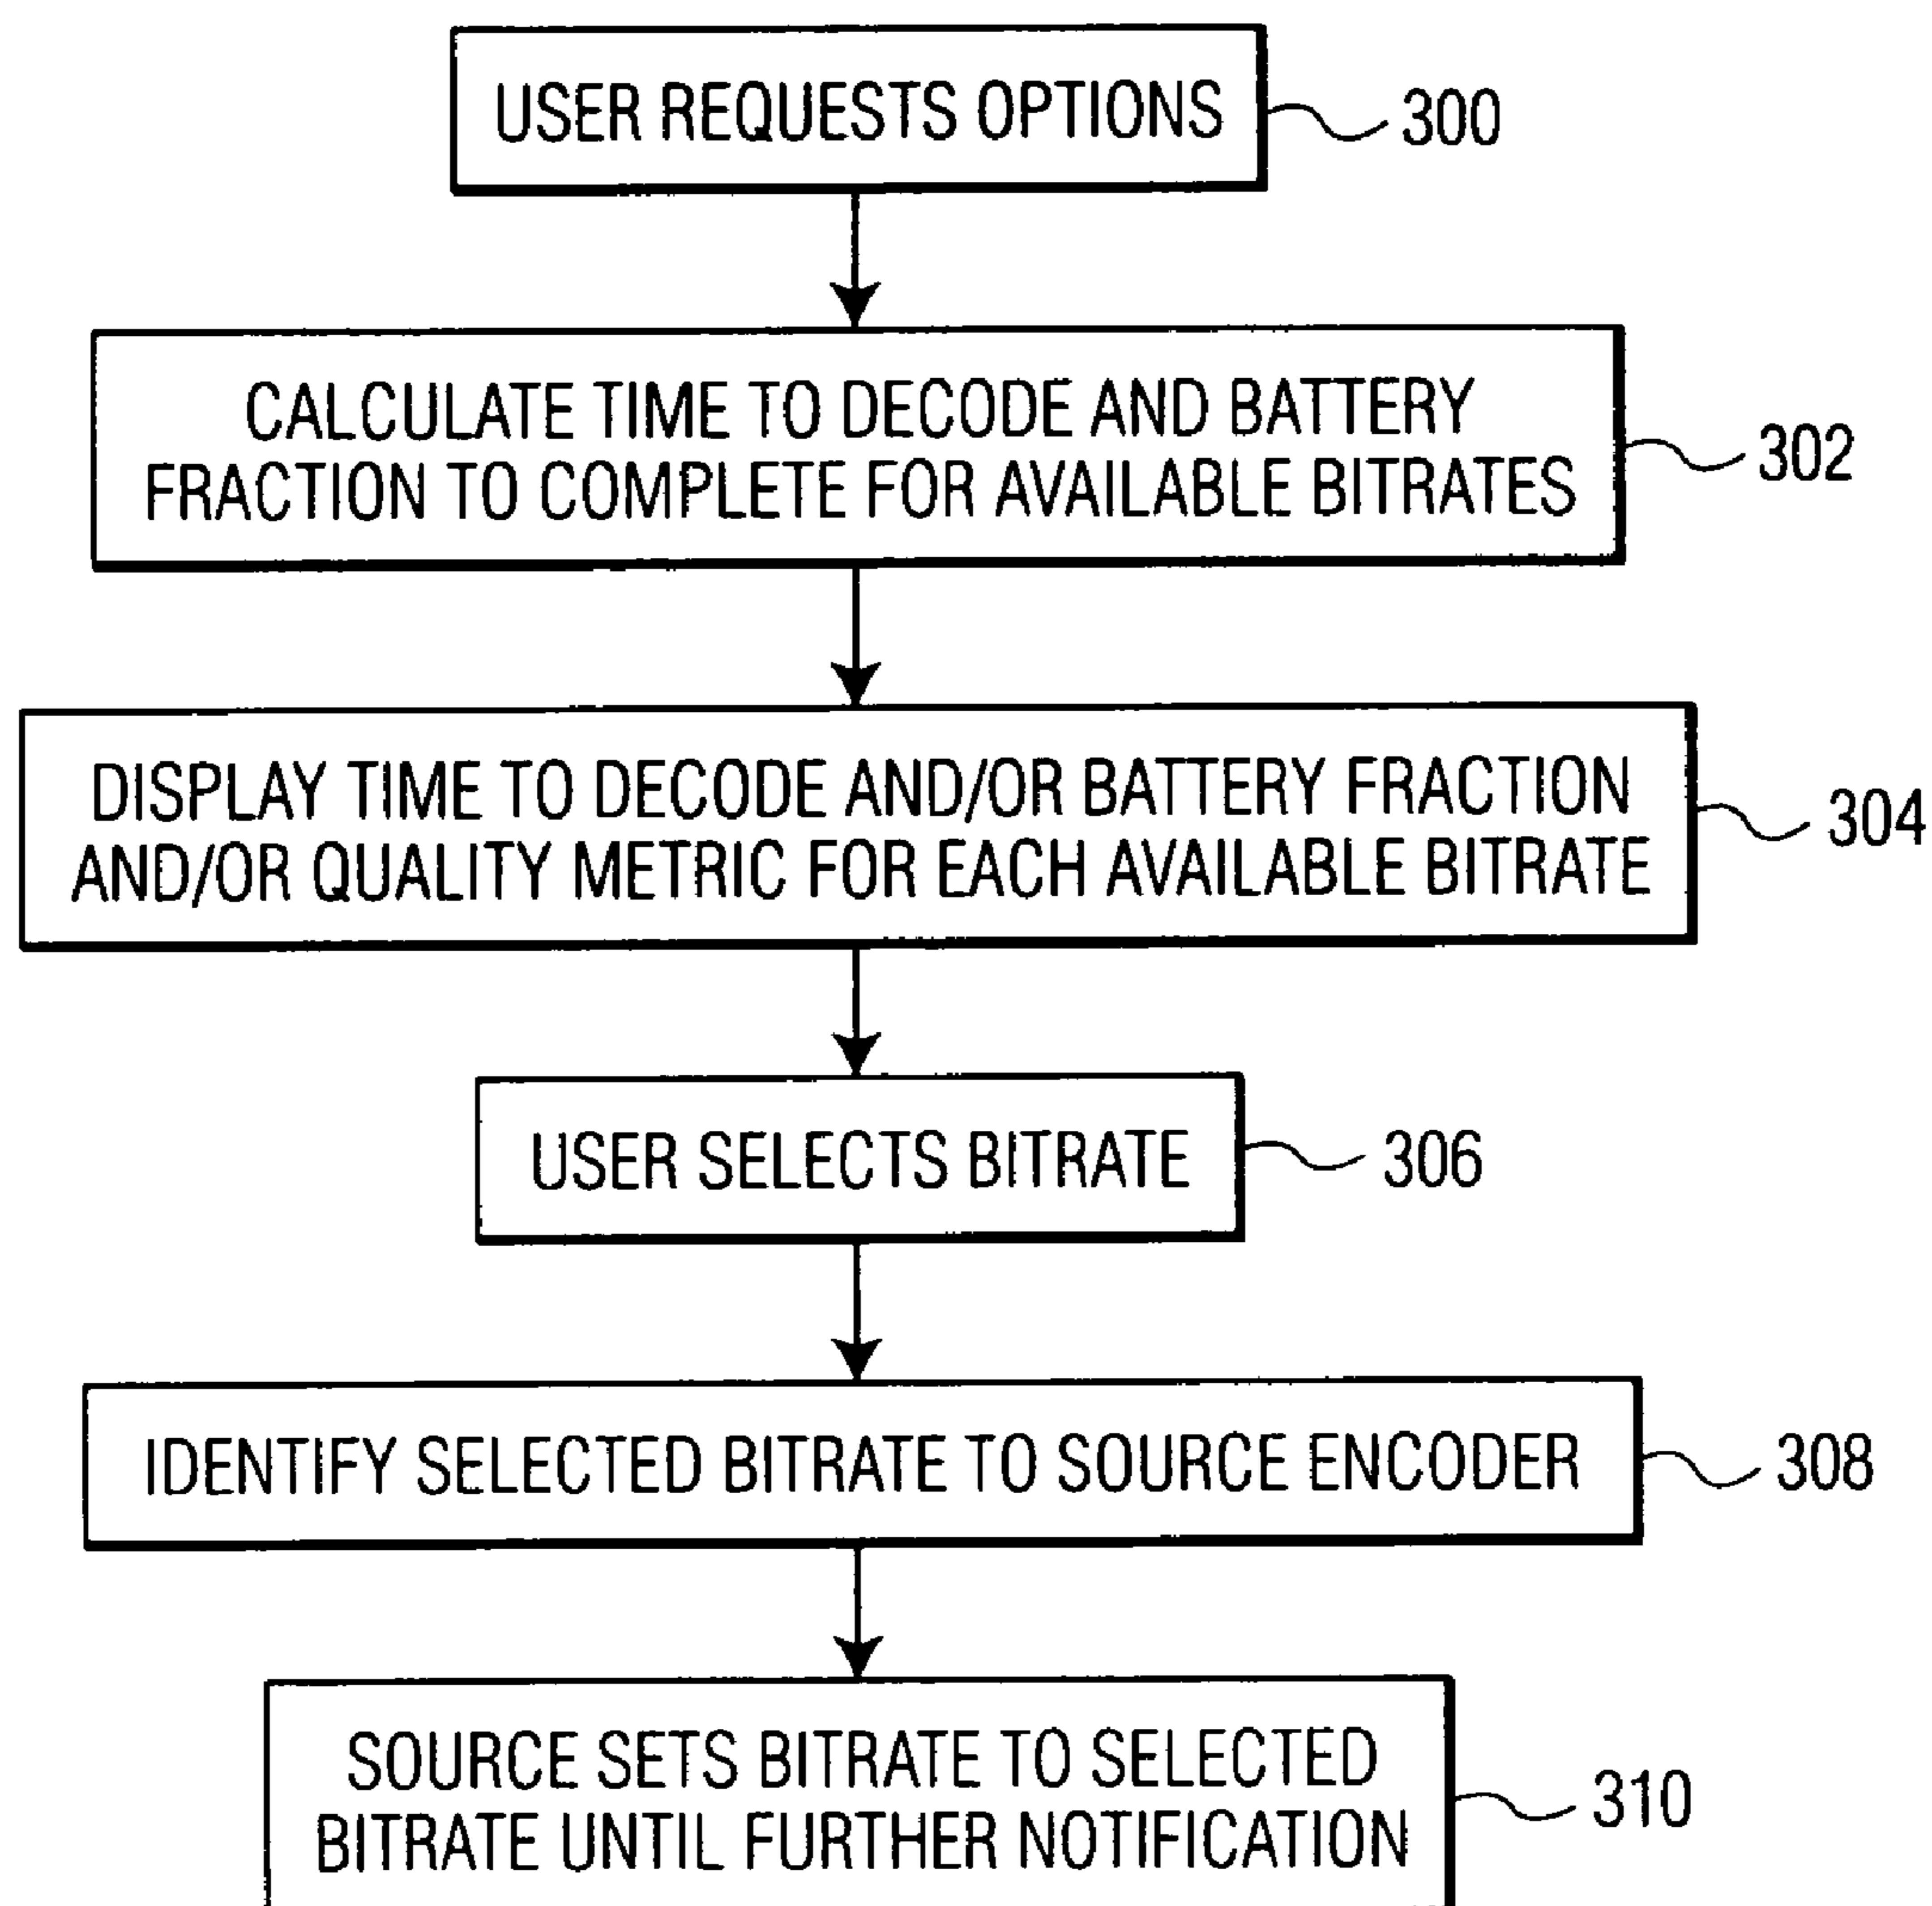 USER REQUESTS OPTIONS
300
CALCULATE TIME TO DECODE AND BATTERY
FRACTION TO COMPLETE FOR AVAILABLE BITRATES
302
DISPLAY TIME TO DECODE AND/OR BATTERY FRACTION
AND/OR QUALITY METRIC FOR EACH AVAILABLE BITRATE
304
USER SELECTS BITRATE
306
IDENTIFY SELECTED BITRATE TO SOURCE ENCODER
308
SOURCE SETS BITRATE TO SELECTED
BITRATE UNTIL FURTHER NOTIFICATION
310